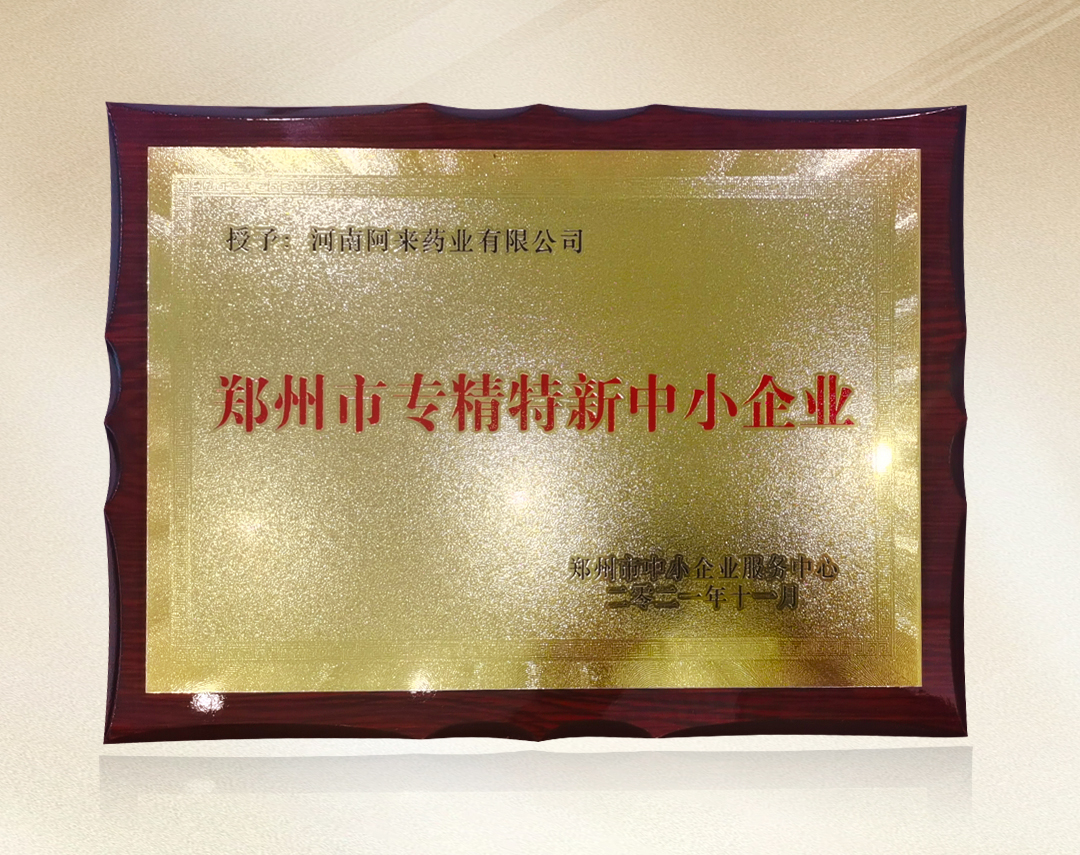 授予：河南阿来药业有限公司
郑州市专精特新中小企业
郑州市中小企业服务中心
二零二一年十一月